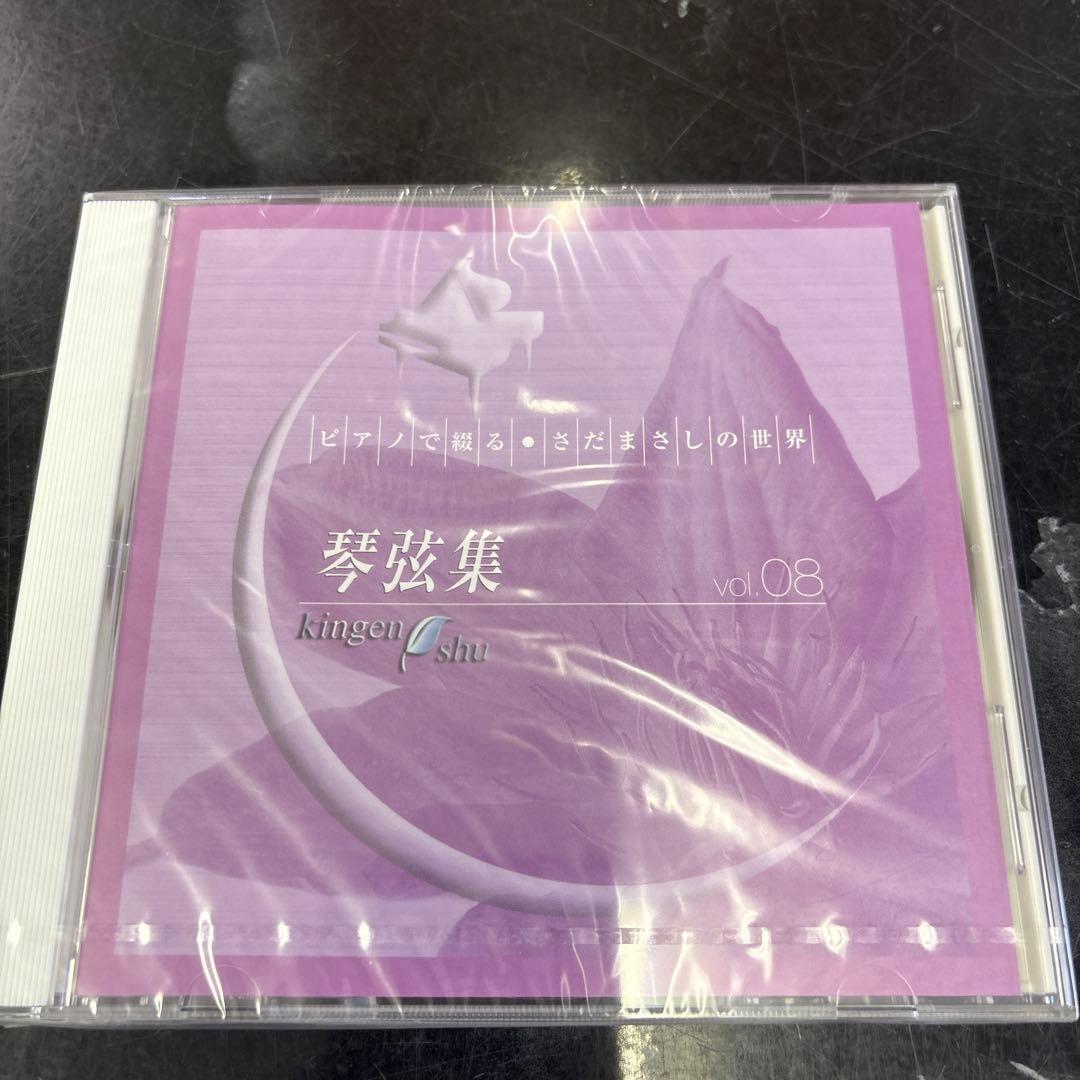 ピアノで綴る●さだまさしの世界
琴弦集 vol.08
kingen shu